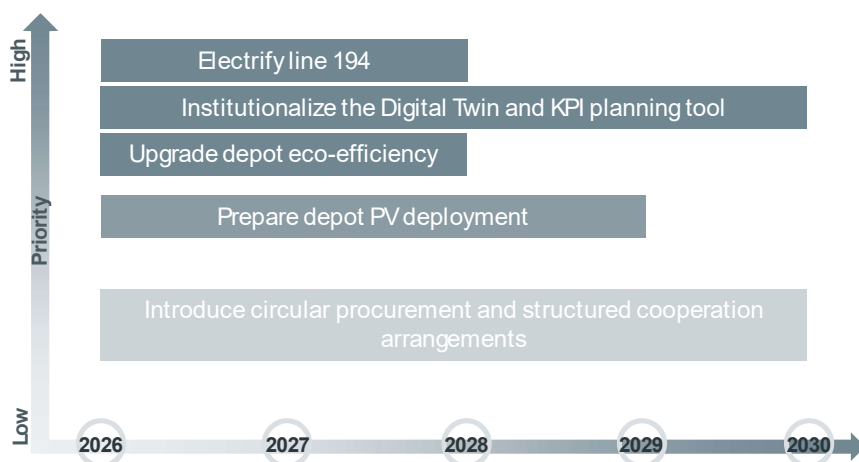 High
Electrify line 194
Institutionalize the Digital Twin and KPI planning tool
Upgrade depot eco-efficiency
Priority
Prepare depot PV deployment
Introduce circular procurement and structured cooperation
arrangements
Low
2026
2027
2028
2029
2030